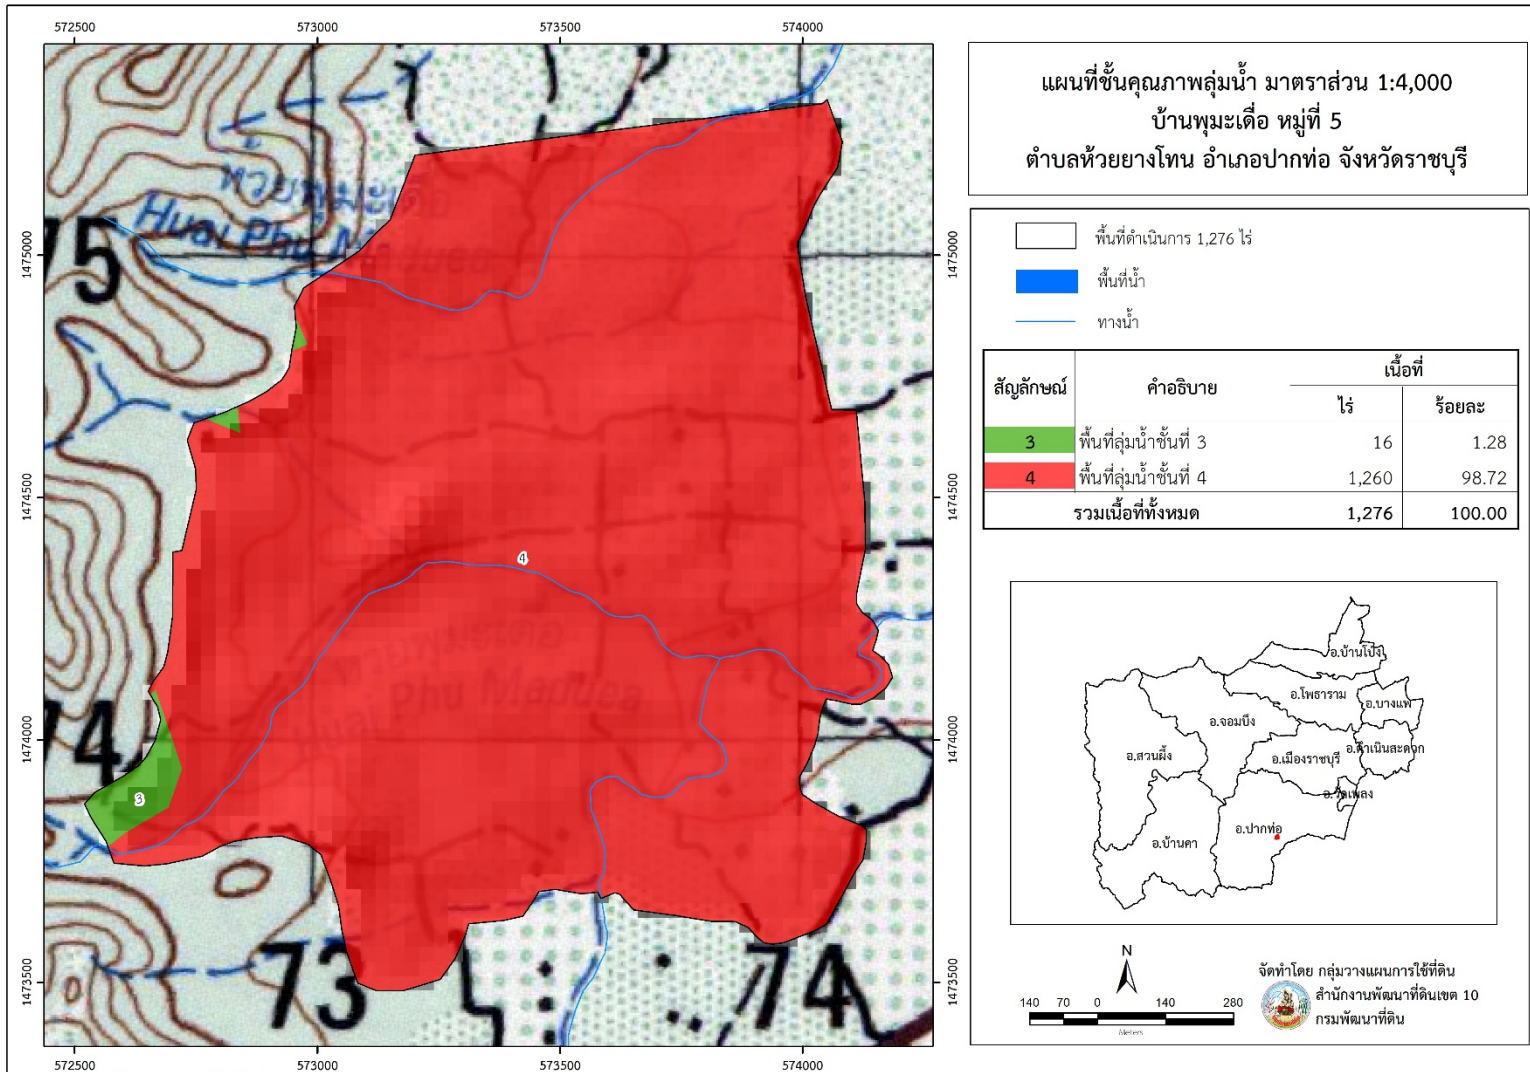 แผนที่ชั้นคุณภาพลุ่มน้ำ มาตราส่วน 1:4,000
บ้านพุมะเดื่อ หมู่ที่ 5
ตำบลห้วยยางโทน อำเภอปากท่อ จังหวัดราชบุรี
572500 573000 573500 574000
1475000 1475000
1474500 1474500
1474000 1474000
1473500 1473500
75
Huai Phu Ma
4
Huai Phu Madue
74
3
73
74
572500 573000 573500 574000
พื้นที่ดำเนินการ 1,276 ไร่
พื้นที่น้ำ
ทางน้ำ
สัญลักษณ์ คำอธิบาย เนื้อที่
ไร่ ร้อยละ
3 พื้นที่ลุ่มน้ำชั้นที่ 3 16 1.28
4 พื้นที่ลุ่มน้ำชั้นที่ 4 1,260 98.72
รวมเนื้อที่ทั้งหมด 1,276 100.00
อ.บ้านโป่ง
อ.โพธาราม
อ.บางแพ
อ.จอมบึง
อ.ดำเนินสะดวก
อ.สวนผึ้ง
อ.เมืองราชบุรี
อ.วัดเพลง
อ.ปากท่อ
อ.บ้านคา
N
140 70 0 140 280
Meters
จัดทำโดย กลุ่มวางแผนการใช้ที่ดิน
สำนักงานพัฒนาที่ดินเขต 10
กรมพัฒนาที่ดิน